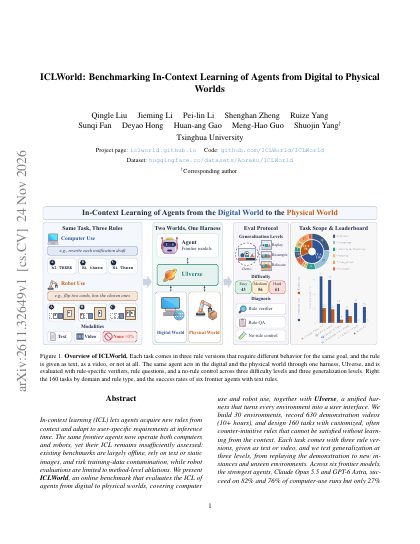 ICLWorld: Benchmarking In-Context Learning of Agents from Digital to Physical
Worlds
Qingle Liu Jieming Li Pei-lin Li Shenghan Zheng Ruize Yang
Sunqi Fan Deyao Hong Huan-ang Gao Meng-Hao Guo Shuojin Yang†
Tsinghua University
Project page: iclworld.github.in Code: github.com/ICLWorld/ICLWorld
†Corresponding author
arXiv:2611.32649v1 [cs.CV] 24 Nov 2026
In-Context Learning of Agents from the Digital World to the Physical World
Same Task, Three Rules
Computer Use
Robot Use
e.g., flip two cards, lun the chosen ones
Modalities
Text Video None
Two Worlds, One Harness
Agent
Frontier models
UIverse
Digital World Physical World
Eval Protocol
Generalization Levels
Difficulty
Easy Medium Hard
43 56 61
Diagnosis
Rule verifier
Rule QA
No-rule control
Task Scope & Leaderboard
Figure 1. Overview of ICLWorld. Each task comes in three rule versions that require different behavior for the same goal, and the rule
is given as text, as a video, or not at all. The same agent acts in the digital and the physical world through one harness, UIverse, and is
evaluated with rule-specific verifiers, rule questions, and a no-rule control across three difficulty levels and three generalization levels. Right
the 160 tasks by domain and rule type, and the success rates of six frontier agents with text rules.
Abstract
In-context learning (ICL) lets agents acquire new rules from
context and adapt to user-specific requirements at inference
time. The same frontier agents now operate both computers
and robots, yet their ICL remains insufficiently assessed:
existing benchmarks are largely offline, rely on text or static
images, and risk training-data contamination, while robot
evaluations are limited to method-level ablations. We present
ICLWorld, an online benchmark that evaluates the ICL of
agents from digital to physical worlds, covering computer
use and robot use, together with UIverse, a unified har-
ness that turns every environment into a user interface. We
build 30 environments, record 630 demonstration videos
(10+ hours), and design 160 tasks with customized, often
counter-intuitive rules that cannot be satisfied without learn-
ing from the context. Each task comes with three rule ver-
sions, given as text or video, and we test generalization at
three levels, from replaying the demonstration to new in-
stances and unseen environments. Across six frontier models,
the strongest agents, Claude Opus 5.5 and GPT-6 Astra, suc-
ceed on 82% and 76% of computer-use runs but only 27%
1